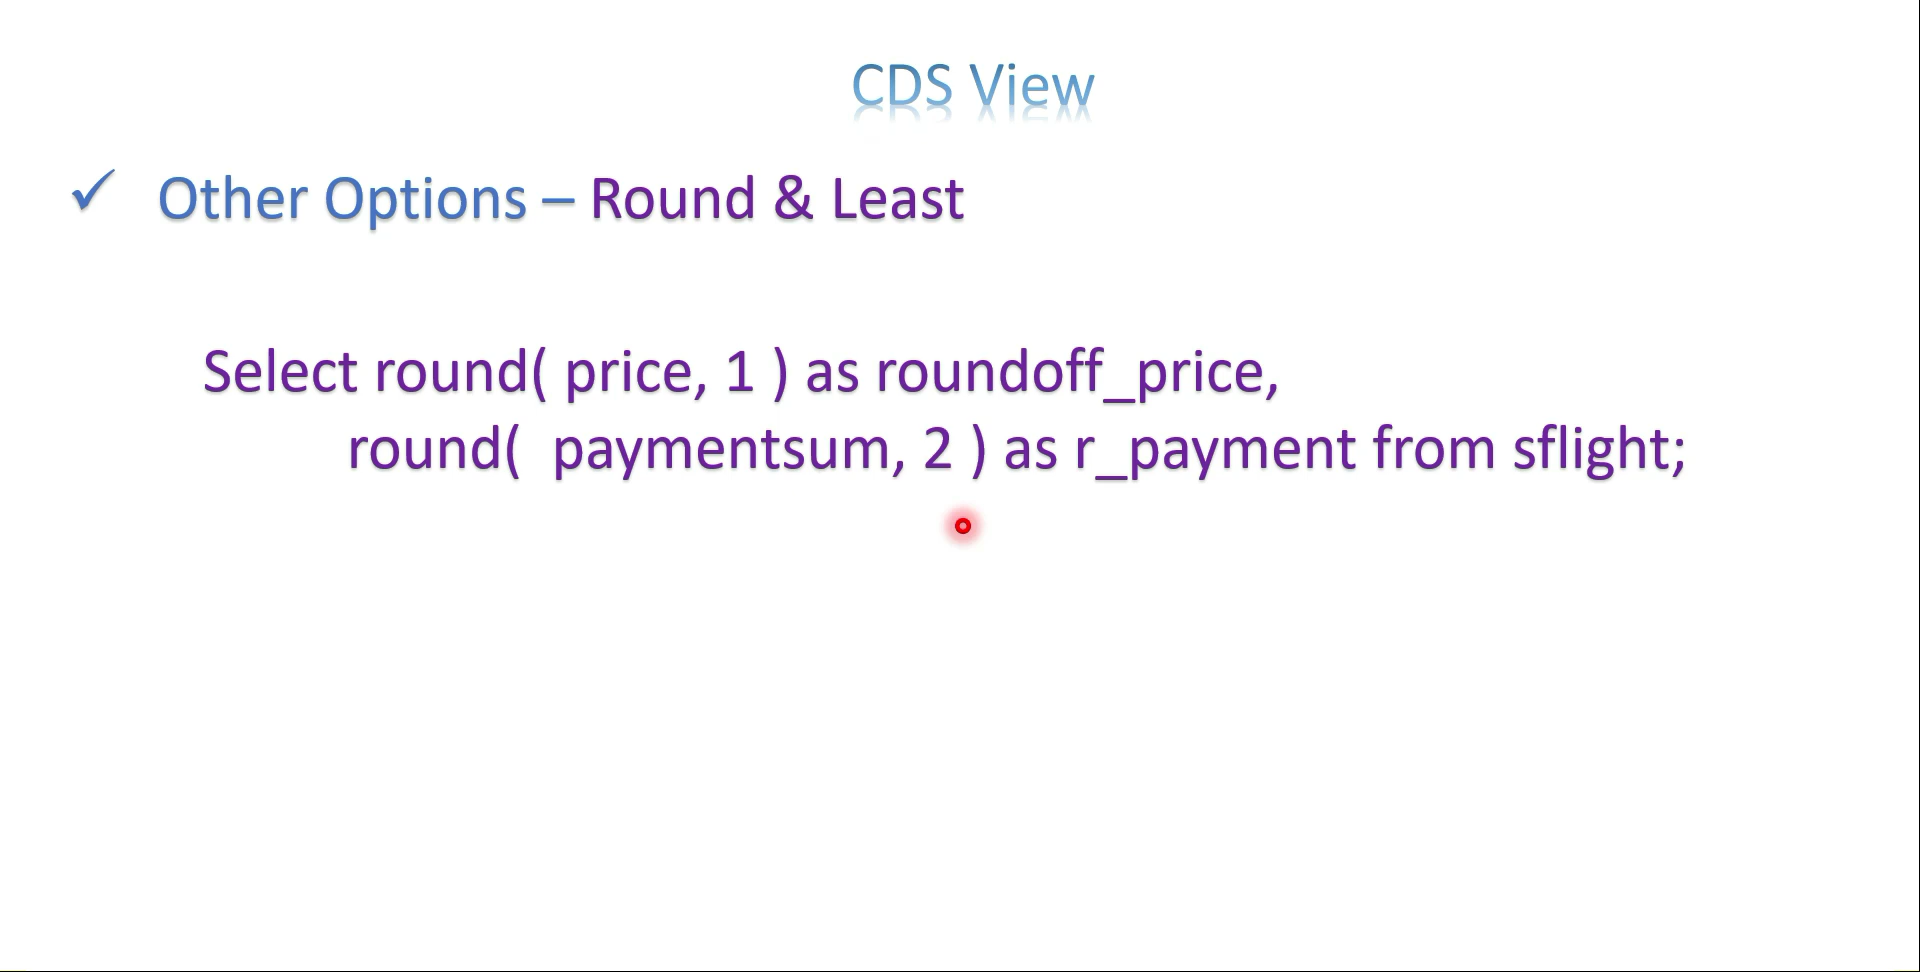 CDS View
✓ Other Options – Round & Least
Select round( price, 1 ) as roundoff_price,
round( paymentsum, 2 ) as r_payment from sflight;